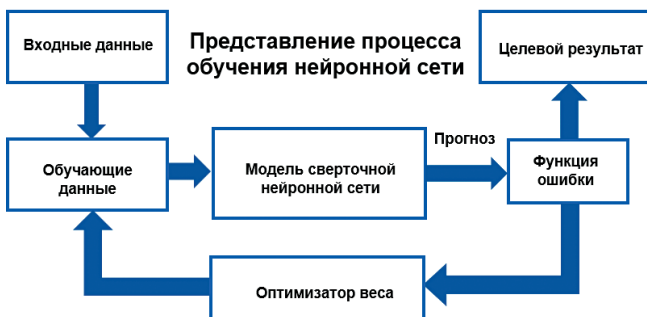 Входные данные
Представление процесса
обучения нейронной сети
Целевой результат
Обучающие
данные
Модель сверточной
нейронной сети
Прогноз
Функция
ошибки
Оптимизатор веса